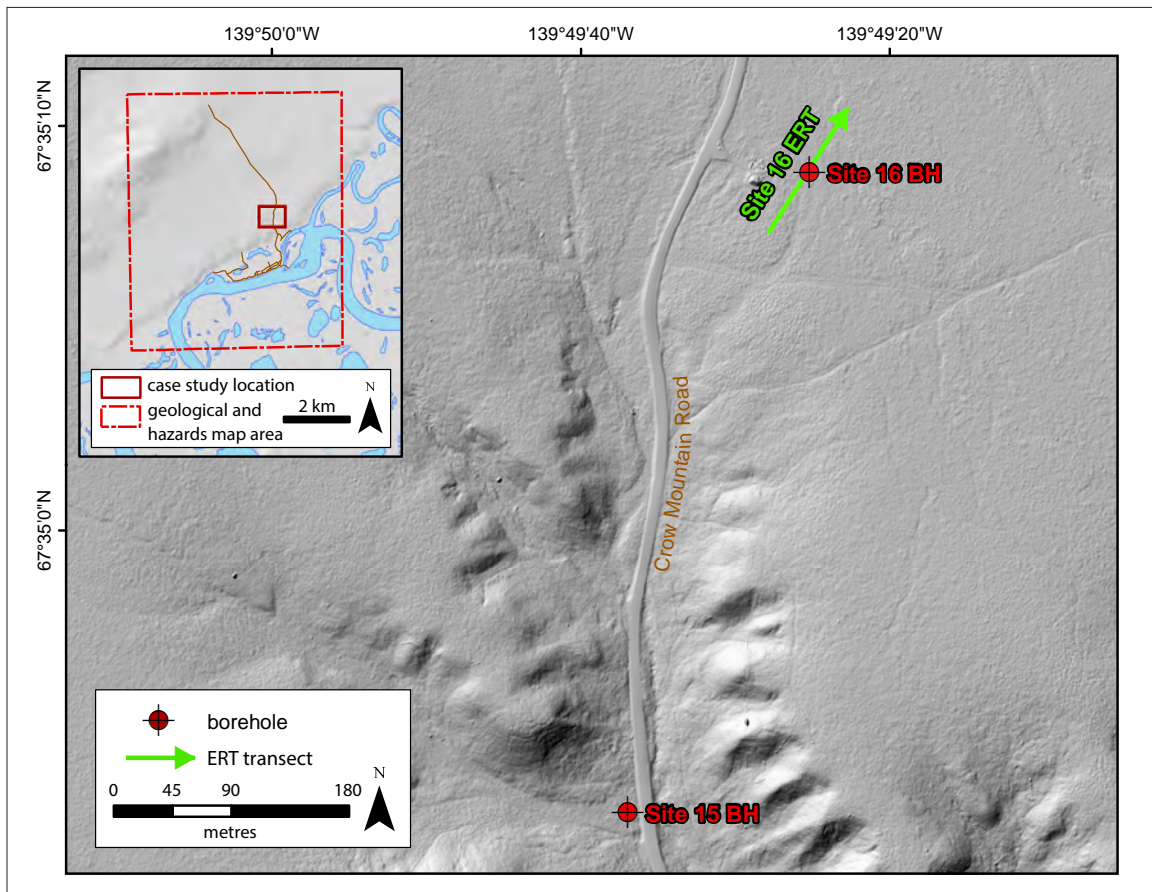 139°50'0"W
139°49'40"W
139°49'20"W
67°35'10"N
67°35'0"N
case study location
geological and
hazards map area
N
2 km
Site 16 ERT
Site 16 BH
Crow Mountain Road
borehole
ERT transect
0 45 90 180
metres
N
Site 15 BH